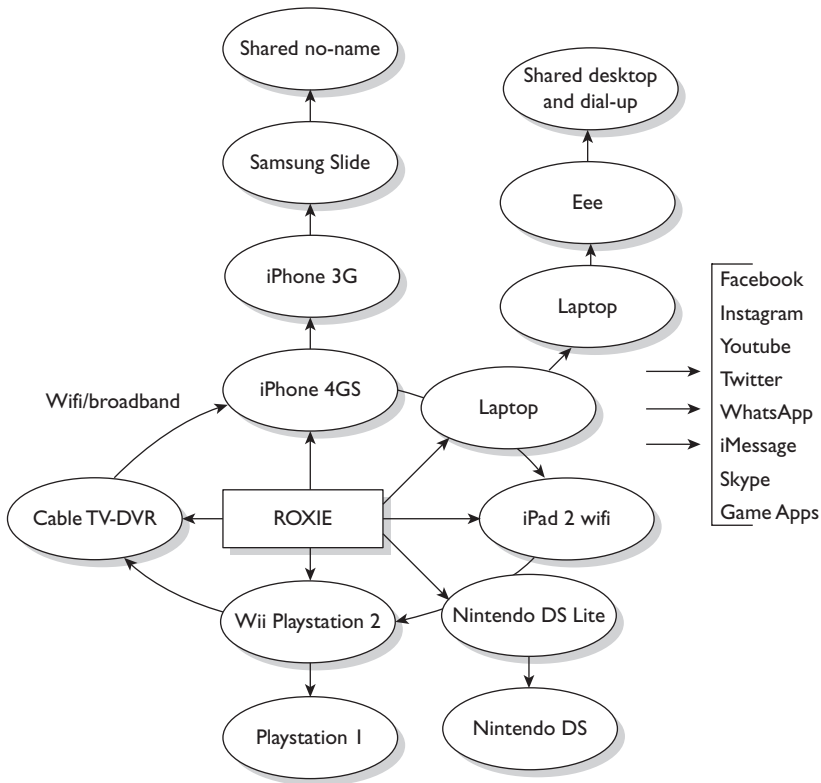 Shared no-name
Shared desktop
and dial-up
Samsung Slide
Eee
iPhone 3G
Laptop
Facebook
Instagram
Youtube
Twitter
WhatsApp
iMessage
Skype
Game Apps
Wifi/broadband
iPhone 4GS
Laptop
Cable TV-DVR
ROXIE
iPad 2 wifi
Wii Playstation 2
Nintendo DS Lite
Playstation 1
Nintendo DS